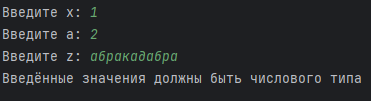 Введите x: 1
Введите a: 2
Введите z: абракадабра
Введённые значения должны быть числового типа